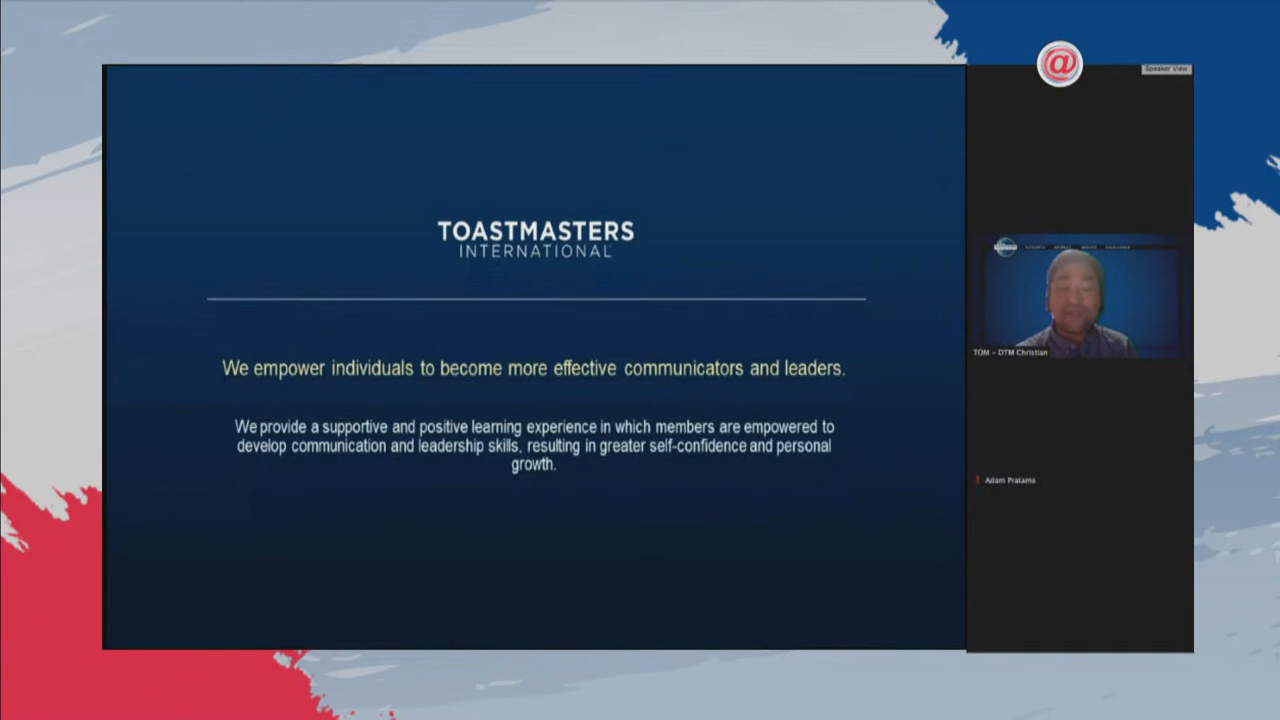 @
Speaker View
TOASTMASTERS
INTERNATIONAL
We empower individuals to become more effective communicators and leaders.
We provide a supportive and positive learning experience in which members are empowered to
develop communication and leadership skills, resulting in greater self-confidence and personal
growth.
TOM - DTM Christian
Adam Pratama